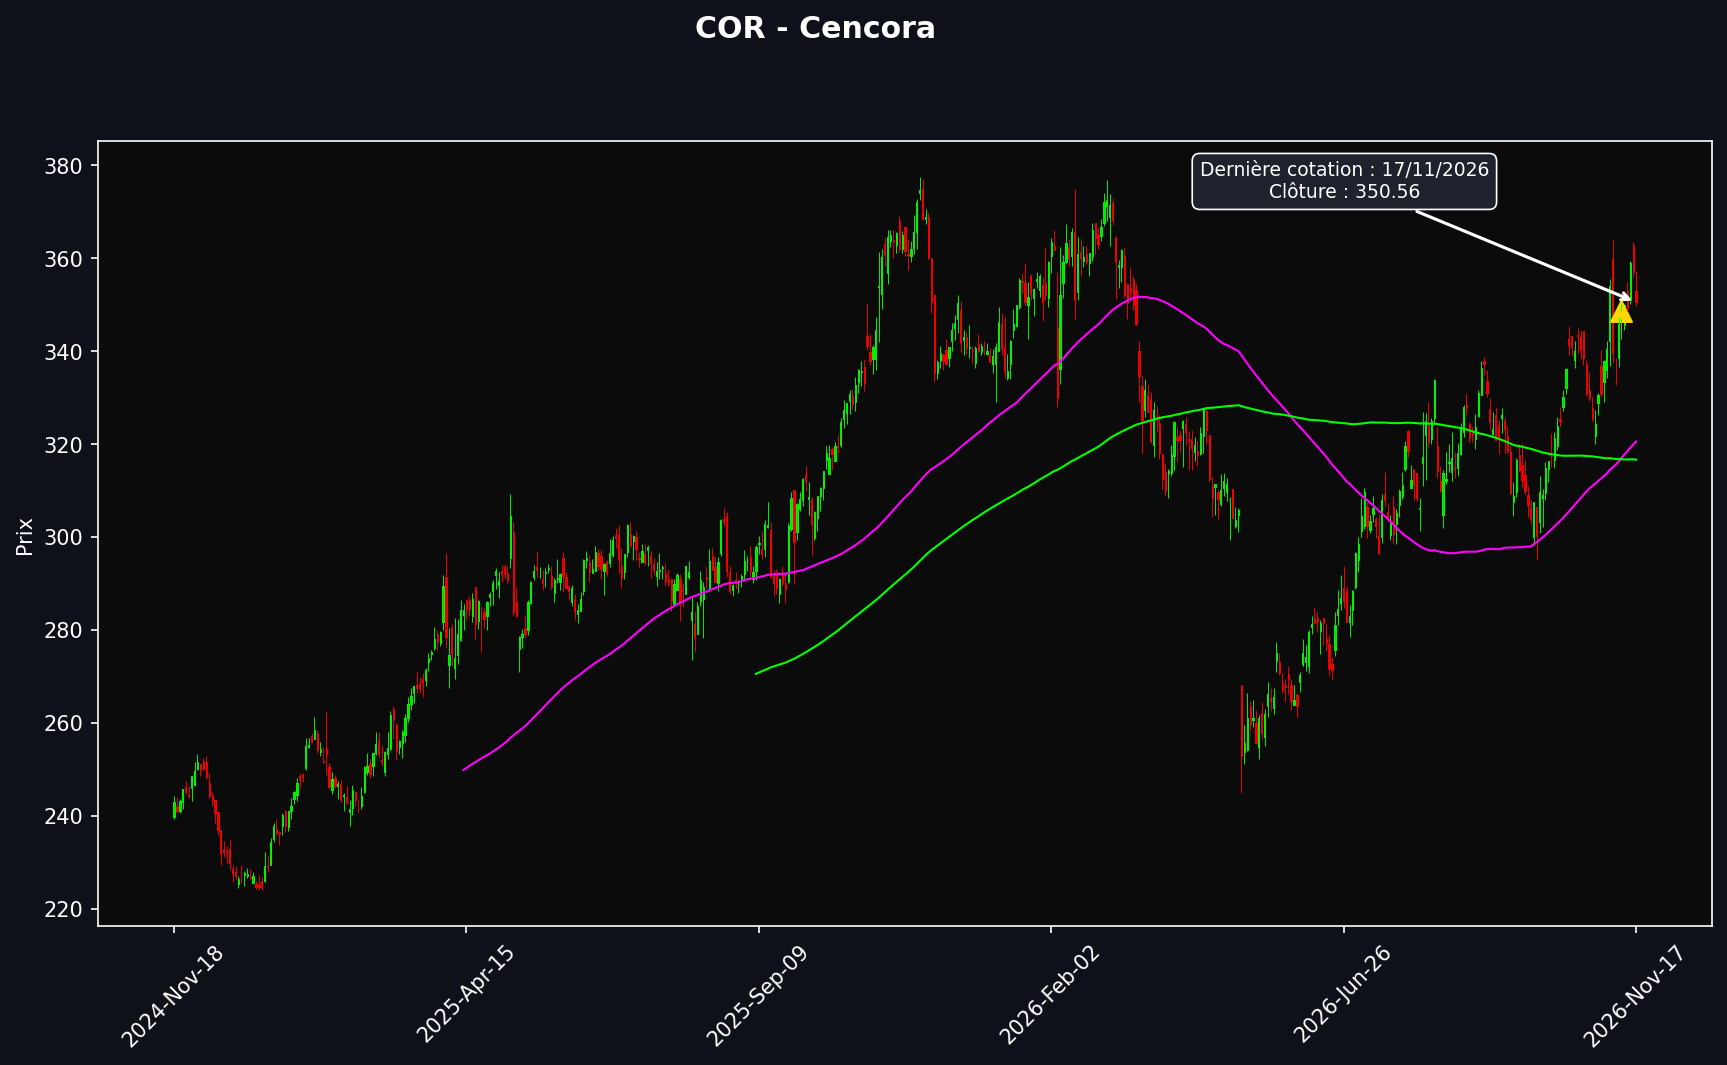 COR - Cencora
Dernière cotation : 17/11/2026
Clôture : 350.56
Prix
380
360
340
320
300
280
260
240
220
2024-Nov-18
2025-Apr-15
2025-Sep-09
2026-Feb-02
2026-Jun-26
2026-Nov-17